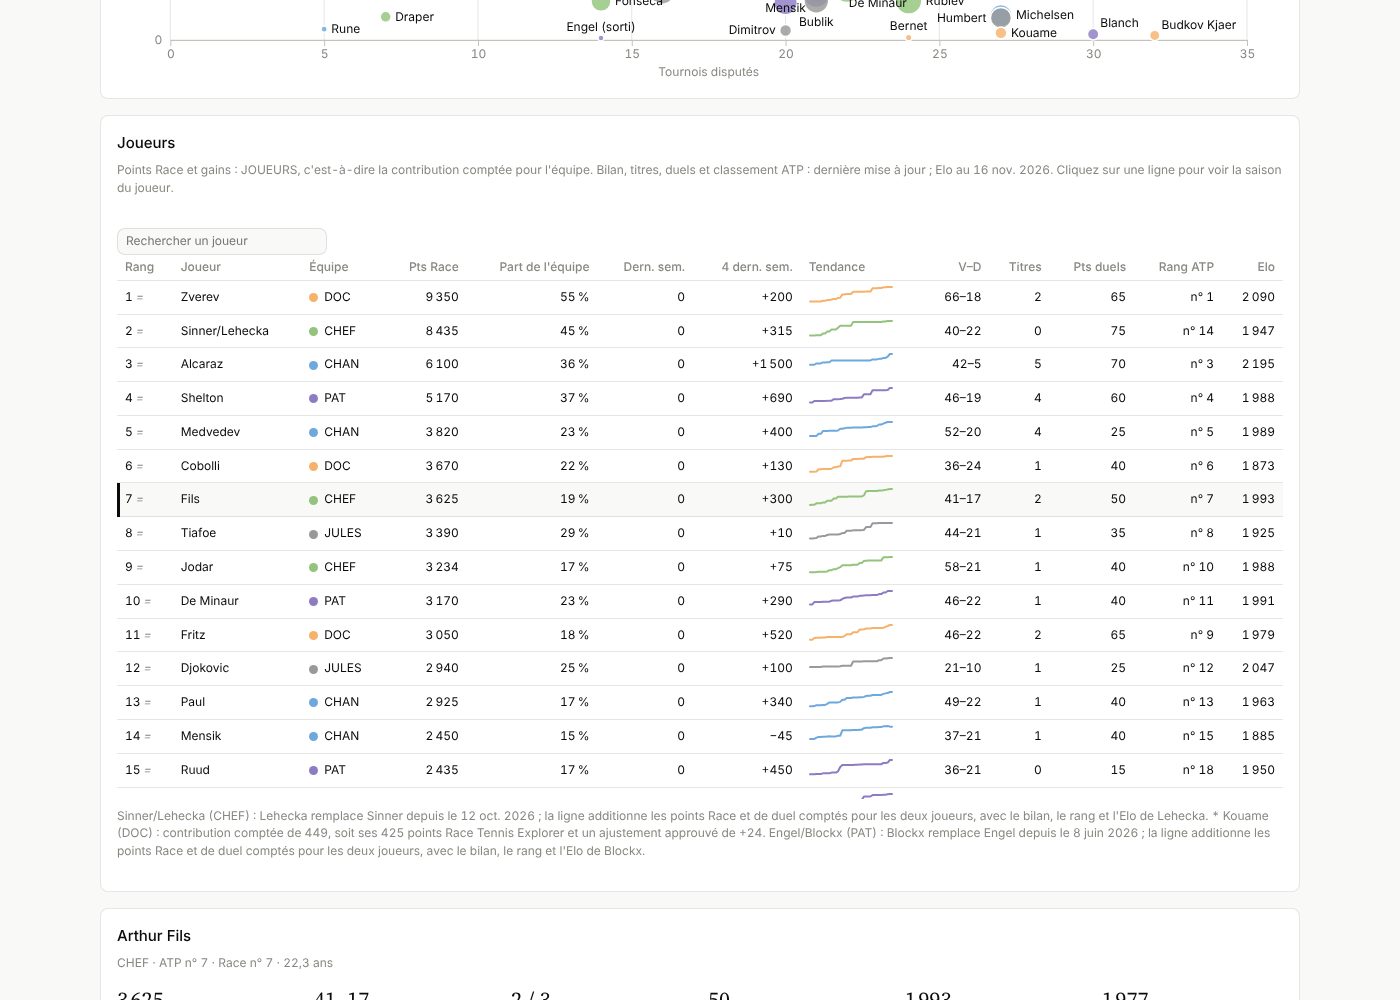 Fonseca
Mensik
De Minaur
Rublev
Draper
Rune
Engel (sorti)
Dimitrov
Bublik
Bernet
Humbert
Michelsen
Kouame
Blanch
Budkov Kjaer
0
0 5 10 15 20 25 30 35
Tournois disputés
Joueurs
Points Race et gains : JOUEURS, c'est-à-dire la contribution comptée pour l'équipe. Bilan, titres, duels et classement ATP : dernière mise à jour ; Elo au 16 nov. 2026. Cliquez sur une ligne pour voir la saison
du joueur.
Rechercher un joueur
Rang Joueur Équipe Pts Race Part de l'équipe Dern. sem. 4 dern. sem. Tendance V–D Titres Pts duels Rang ATP Elo
1 = Zverev DOC 9 350 55 % 0 +200 66–18 2 65 n° 1 2 090
2 = Sinner/Lehecka CHEF 8 435 45 % 0 +315 40–22 0 75 n° 14 1 947
3 = Alcaraz CHAN 6 100 36 % 0 +1 500 42–5 5 70 n° 3 2 195
4 = Shelton PAT 5 170 37 % 0 +690 46–19 4 60 n° 4 1 988
5 = Medvedev CHAN 3 820 23 % 0 +400 52–20 4 25 n° 5 1 989
6 = Cobolli DOC 3 670 22 % 0 +130 36–24 1 40 n° 6 1 873
7 = Fils CHEF 3 625 19 % 0 +300 41–17 2 50 n° 7 1 993
8 = Tiafoe JULES 3 390 29 % 0 +10 44–21 1 35 n° 8 1 925
9 = Jodar CHEF 3 234 17 % 0 +75 58–21 1 40 n° 10 1 988
10 = De Minaur PAT 3 170 23 % 0 +290 46–22 1 40 n° 11 1 991
11 = Fritz DOC 3 050 18 % 0 +520 46–22 2 65 n° 9 1 979
12 = Djokovic JULES 2 940 25 % 0 +100 21–10 1 25 n° 12 2 047
13 = Paul CHAN 2 925 17 % 0 +340 49–22 1 40 n° 13 1 963
14 = Mensik CHAN 2 450 15 % 0 −45 37–21 1 40 n° 15 1 885
15 = Ruud PAT 2 435 17 % 0 +450 36–21 0 15 n° 18 1 950
Sinner/Lehecka (CHEF) : Lehecka remplace Sinner depuis le 12 oct. 2026 ; la ligne additionne les points Race et de duel comptés pour les deux joueurs, avec le bilan, le rang et l'Elo de Lehecka. * Kouame
(DOC) : contribution comptée de 449, soit ses 425 points Race Tennis Explorer et un ajustement approuvé de +24. Engel/Blockx (PAT) : Blockx remplace Engel depuis le 8 juin 2026 ; la ligne additionne les
points Race et de duel comptés pour les deux joueurs, avec le bilan, le rang et l'Elo de Blockx.
Arthur Fils
CHEF · ATP n° 7 · Race n° 7 · 22,3 ans
3 625 41–17 2 / 3 50 1 993 1 977